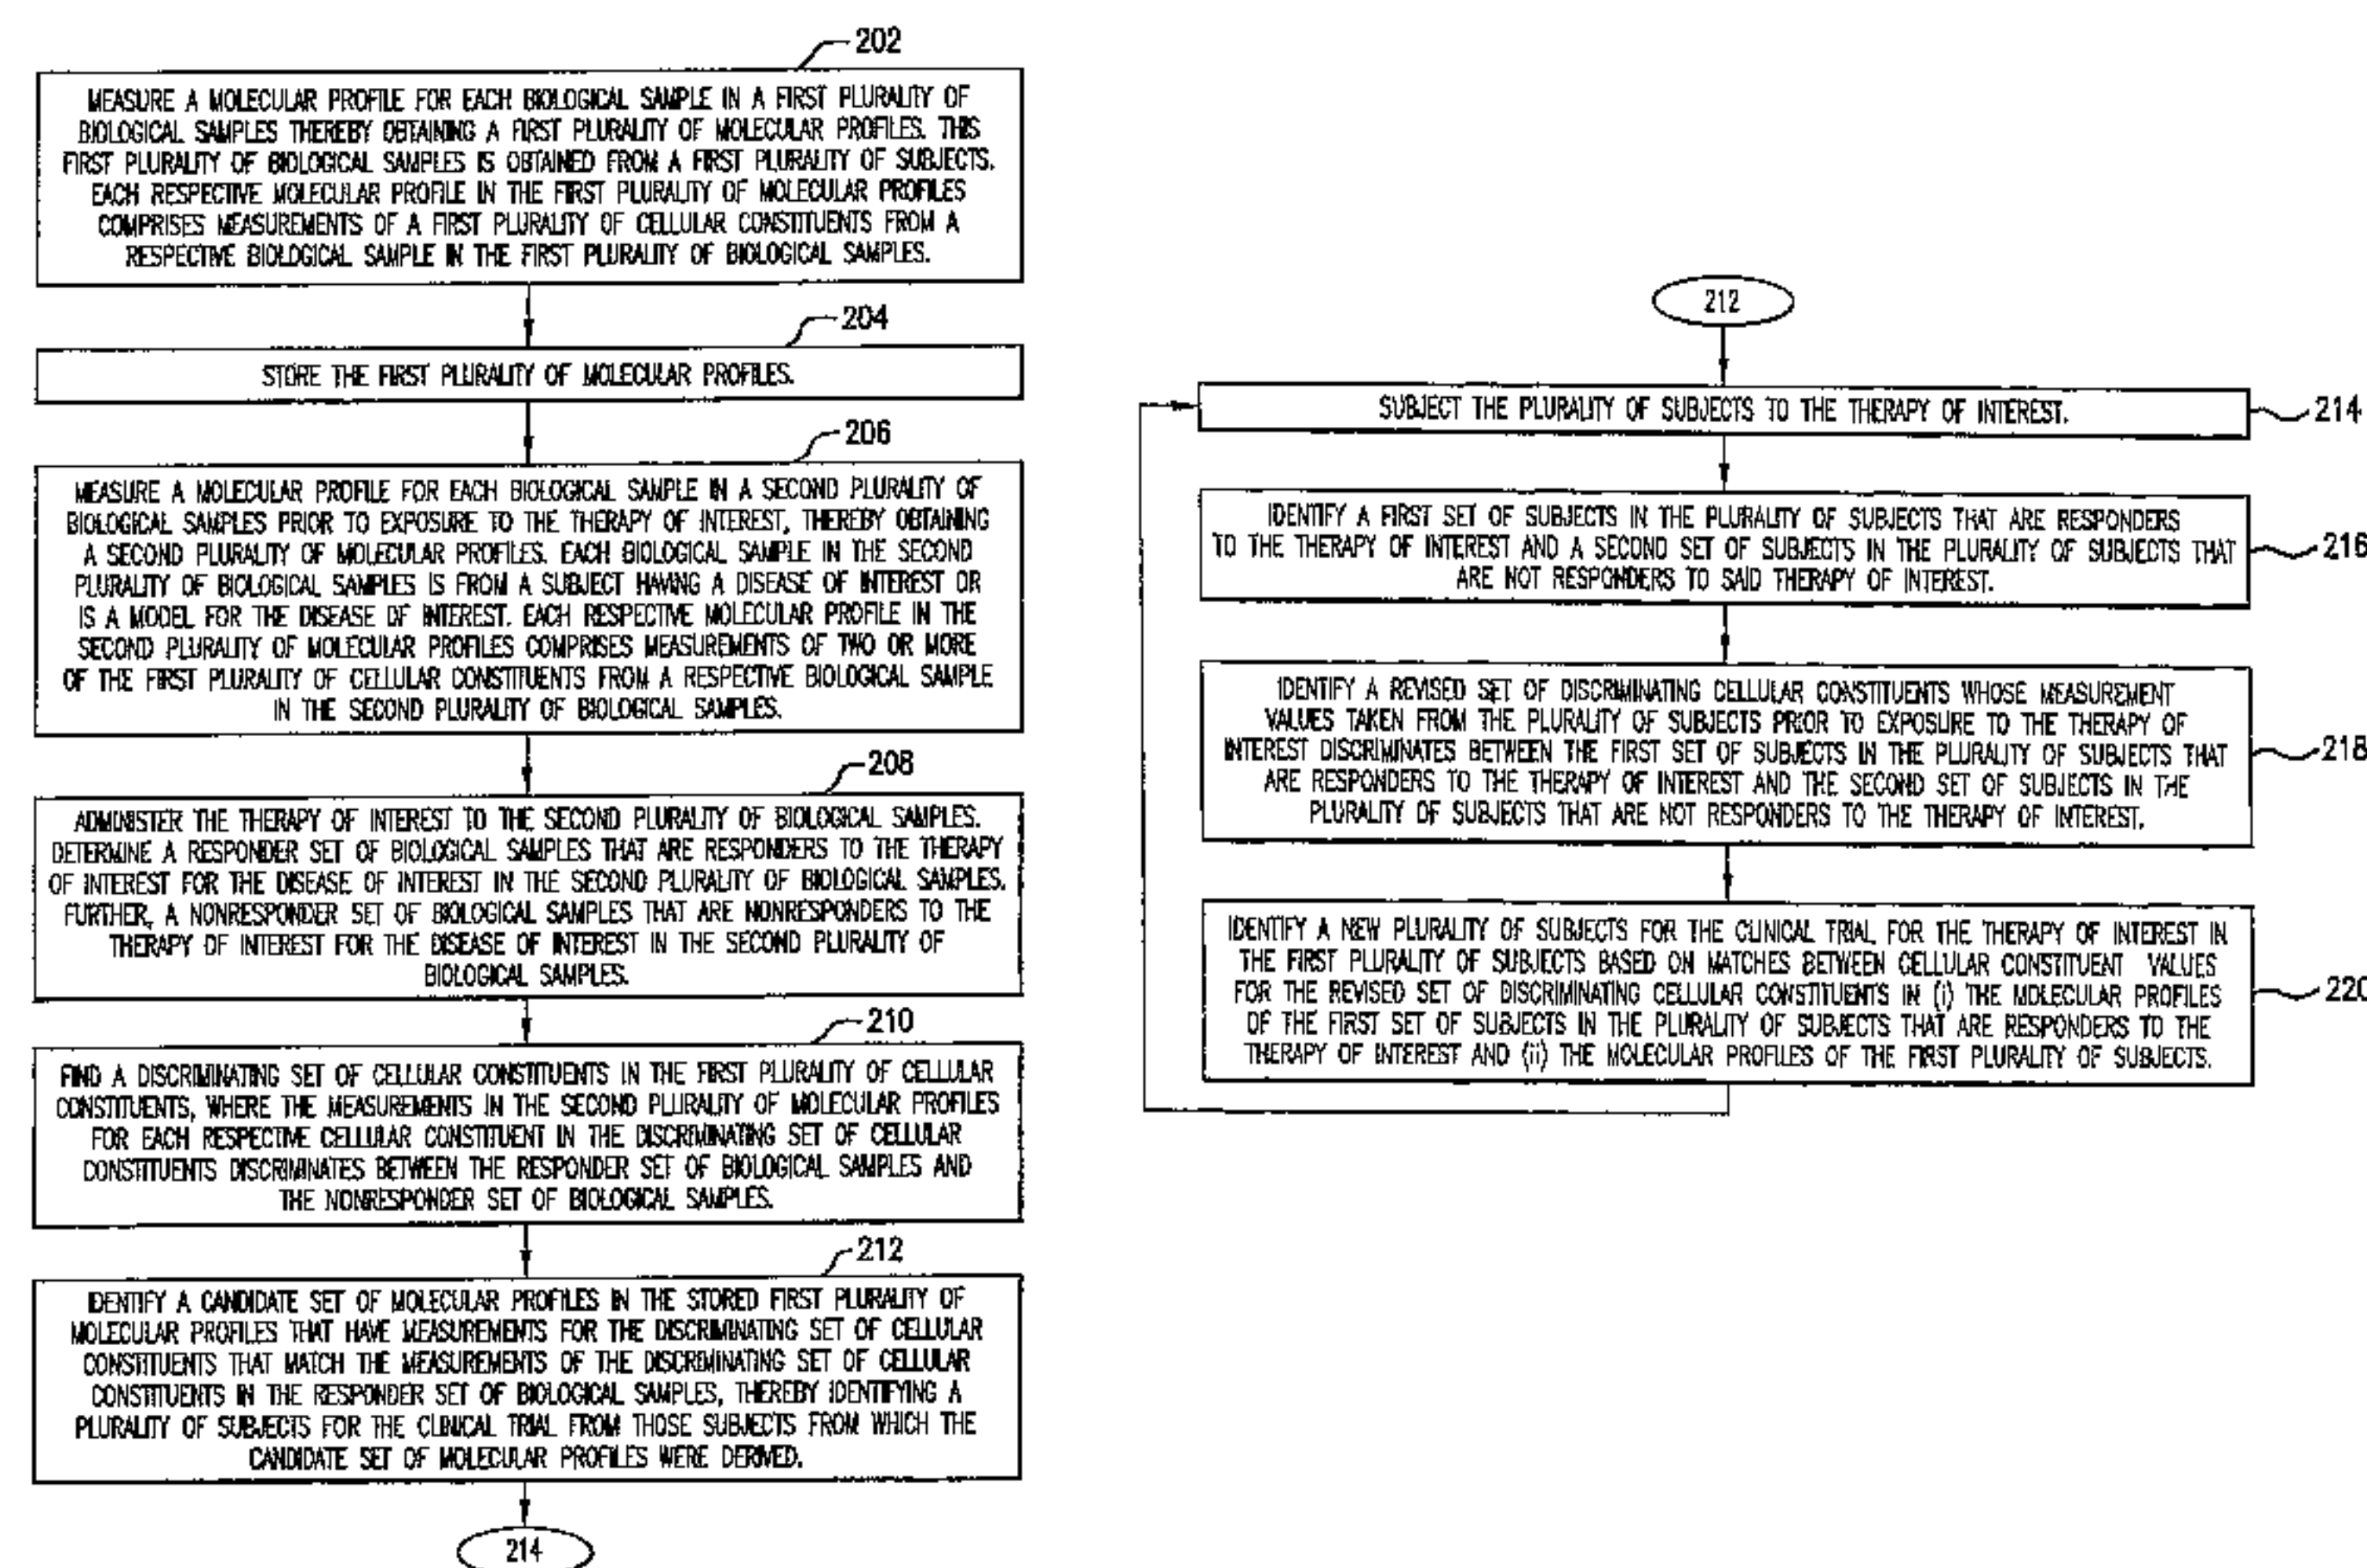 202
MEASURE A MOLECULAR PROFILE FOR EACH BIOLOGICAL SAMPLE IN A FIRST PLURALITY OF
BIOLOGICAL SAMPLES THEREBY OBTAINING A FIRST PLURALITY OF MOLECULAR PROFILES. THIS
FIRST PLURALITY OF BIOLOGICAL SAMPLES IS OBTAINED FROM A FIRST PLURALITY OF SUBJECTS.
EACH RESPECTIVE MOLECULAR PROFILE IN THE FIRST PLURALITY OF MOLECULAR PROFILES
COMPRISES MEASUREMENTS OF A FIRST PLURALITY OF CELLULAR CONSTITUENTS FROM A
RESPECTIVE BIOLOGICAL SAMPLE IN THE FIRST PLURALITY OF BIOLOGICAL SAMPLES.
204
STORE THE FIRST PLURALITY OF MOLECULAR PROFILES.
206
MEASURE A MOLECULAR PROFILE FOR EACH BIOLOGICAL SAMPLE IN A SECOND PLURALITY OF
BIOLOGICAL SAMPLES PRIOR TO EXPOSURE TO THE THERAPY OF INTEREST, THEREBY OBTAINING
A SECOND PLURALITY OF MOLECULAR PROFILES. EACH BIOLOGICAL SAMPLE IN THE SECOND
PLURALITY OF BIOLOGICAL SAMPLES IS FROM A SUBJECT HAVING A DISEASE OF INTEREST OR
IS A MODEL FOR THE DISEASE OF INTEREST. EACH RESPECTIVE MOLECULAR PROFILE IN THE
SECOND PLURALITY OF MOLECULAR PROFILES COMPRISES MEASUREMENTS OF TWO OR MORE
OF THE FIRST PLURALITY OF CELLULAR CONSTITUENTS FROM A RESPECTIVE BIOLOGICAL SAMPLE
IN THE SECOND PLURALITY OF BIOLOGICAL SAMPLES.
208
ADMINISTER THE THERAPY OF INTEREST TO THE SECOND PLURALITY OF BIOLOGICAL SAMPLES.
DETERMINE A RESPONDER SET OF BIOLOGICAL SAMPLES THAT ARE RESPONDERS TO THE THERAPY
OF INTEREST FOR THE DISEASE OF INTEREST IN THE SECOND PLURALITY OF BIOLOGICAL SAMPLES.
FURTHER, A NONRESPONDER SET OF BIOLOGICAL SAMPLES THAT ARE NONRESPONDERS TO THE
THERAPY OF INTEREST FOR THE DISEASE OF INTEREST IN THE SECOND PLURALITY OF
BIOLOGICAL SAMPLES.
210
FIND A DISCRIMINATING SET OF CELLULAR CONSTITUENTS IN THE FIRST PLURALITY OF CELLULAR
CONSTITUENTS, WHERE THE MEASUREMENTS IN THE SECOND PLURALITY OF MOLECULAR PROFILES
FOR EACH RESPECTIVE CELLULAR CONSTITUENT IN THE DISCRIMINATING SET OF CELLULAR
CONSTITUENTS DISCRIMINATES BETWEEN THE RESPONDER SET OF BIOLOGICAL SAMPLES AND
THE NONRESPONDER SET OF BIOLOGICAL SAMPLES.
212
IDENTIFY A CANDIDATE SET OF MOLECULAR PROFILES IN THE STORED FIRST PLURALITY OF
MOLECULAR PROFILES THAT HAVE MEASUREMENTS FOR THE DISCRIMINATING SET OF CELLULAR
CONSTITUENTS THAT MATCH THE MEASUREMENTS OF THE DISCRIMINATING SET OF CELLULAR
CONSTITUENTS IN THE RESPONDER SET OF BIOLOGICAL SAMPLES, THEREBY IDENTIFYING A
PLURALITY OF SUBJECTS FOR THE CLINICAL TRIAL FROM THOSE SUBJECTS FROM WHICH THE
CANDIDATE SET OF MOLECULAR PROFILES WERE DERIVED.
214
212
SUBJECT THE PLURALITY OF SUBJECTS TO THE THERAPY OF INTEREST.
214
IDENTIFY A FIRST SET OF SUBJECTS IN THE PLURALITY OF SUBJECTS THAT ARE RESPONDERS
TO THE THERAPY OF INTEREST AND A SECOND SET OF SUBJECTS IN THE PLURALITY OF SUBJECTS THAT
ARE NOT RESPONDERS TO SAID THERAPY OF INTEREST.
216
IDENTIFY A REVISED SET OF DISCRIMINATING CELLULAR CONSTITUENTS WHOSE MEASUREMENT
VALUES TAKEN FROM THE PLURALITY OF SUBJECTS PRIOR TO EXPOSURE TO THE THERAPY OF
INTEREST DISCRIMINATES BETWEEN THE FIRST SET OF SUBJECTS IN THE PLURALITY OF SUBJECTS THAT
ARE RESPONDERS TO THE THERAPY OF INTEREST AND THE SECOND SET OF SUBJECTS IN THE
PLURALITY OF SUBJECTS THAT ARE NOT RESPONDERS TO THE THERAPY OF INTEREST.
218
IDENTIFY A NEW PLURALITY OF SUBJECTS FOR THE CLINICAL TRIAL FOR THE THERAPY OF INTEREST IN
THE FIRST PLURALITY OF SUBJECTS BASED ON MATCHES BETWEEN CELLULAR CONSTITUENT VALUES
FOR THE REVISED SET OF DISCRIMINATING CELLULAR CONSTITUENTS IN (i) THE MOLECULAR PROFILES
OF THE FIRST SET OF SUBJECTS IN THE PLURALITY OF SUBJECTS THAT ARE RESPONDERS TO THE
THERAPY OF INTEREST AND (ii) THE MOLECULAR PROFILES OF THE FIRST PLURALITY OF SUBJECTS.
220